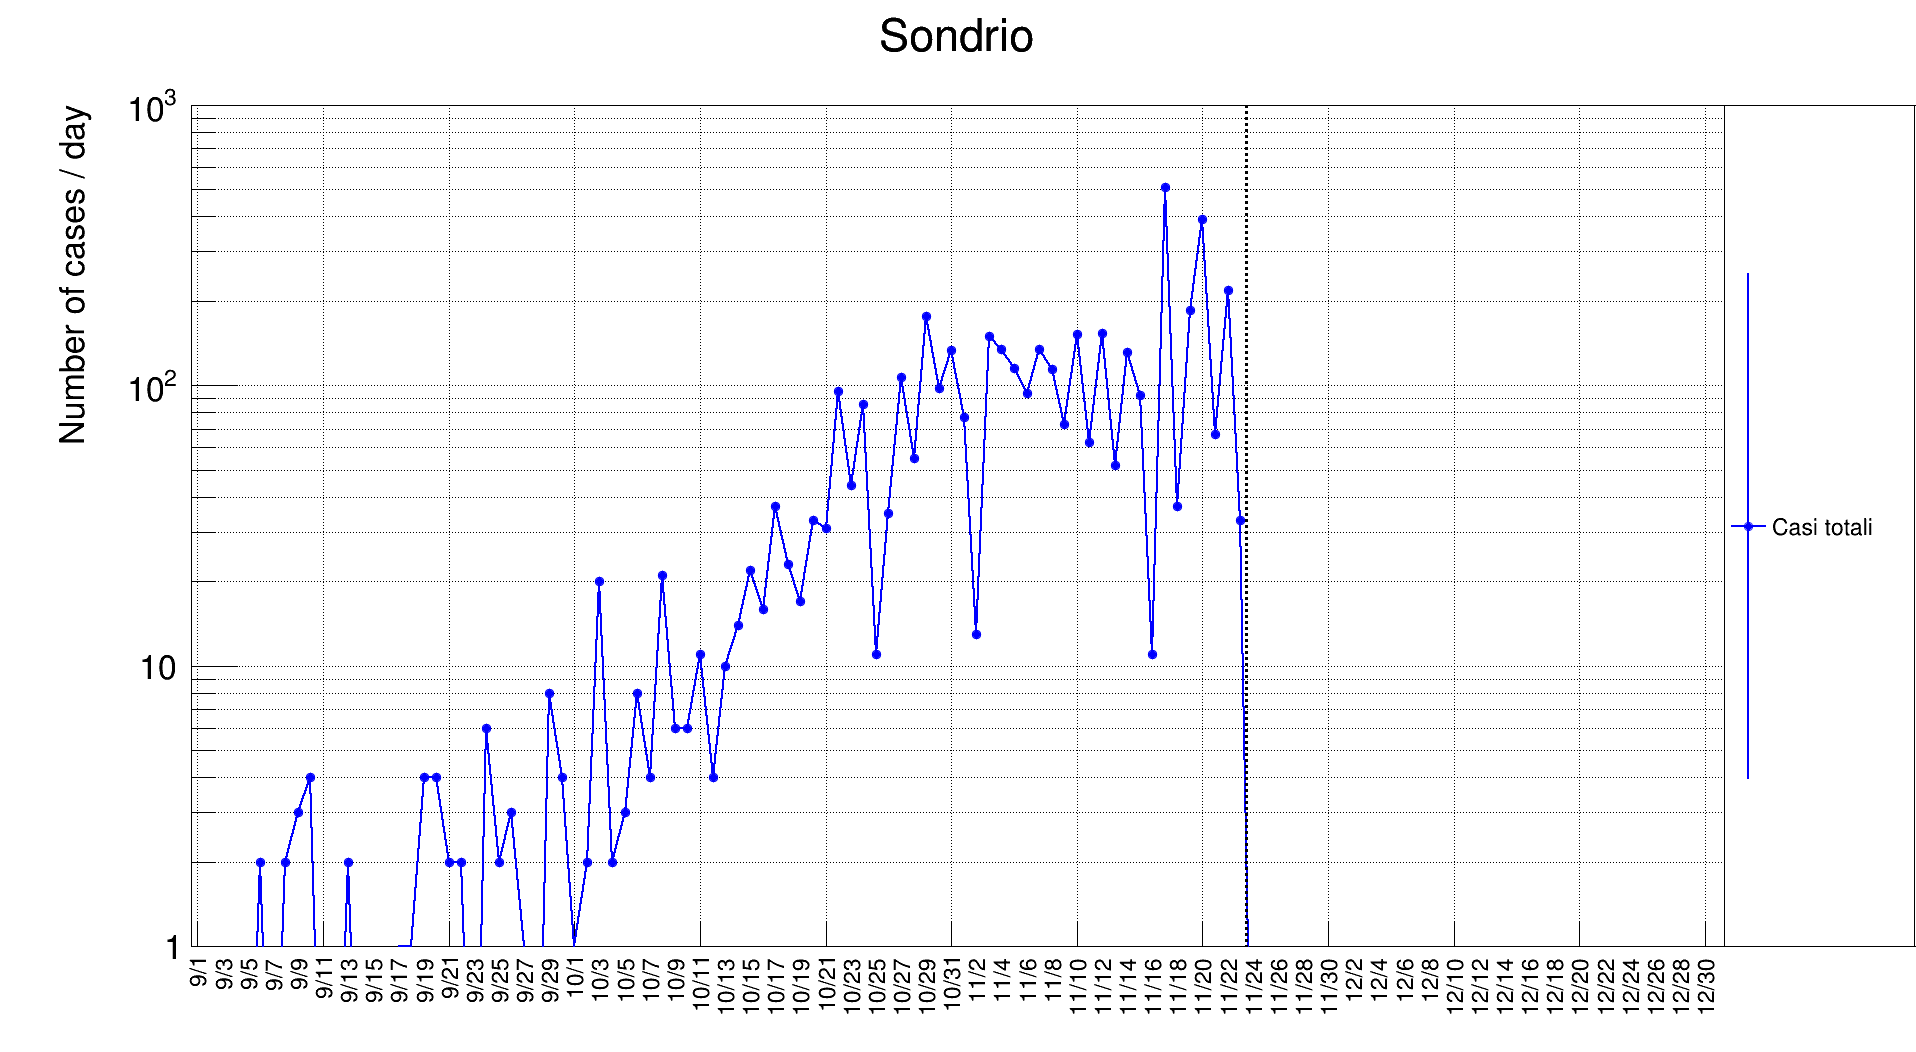 Sondrio
Number of cases / day
10³
10²
10
1
9/1 9/3 9/5 9/7 9/9 9/11 9/13 9/15 9/17 9/19 9/21 9/23 9/25 9/27 9/29 10/1 10/3 10/5 10/7 10/9 10/11 10/13 10/15 10/17 10/19 10/21 10/23 10/25 10/27 10/29 10/31 11/2 11/4 11/6 11/8 11/10 11/12 11/14 11/16 11/18 11/20 11/22 11/24 11/26 11/28 11/30 12/2 12/4 12/6 12/8 12/10 12/12 12/14 12/16 12/18 12/20 12/22 12/24 12/26 12/28 12/30
Casi totali